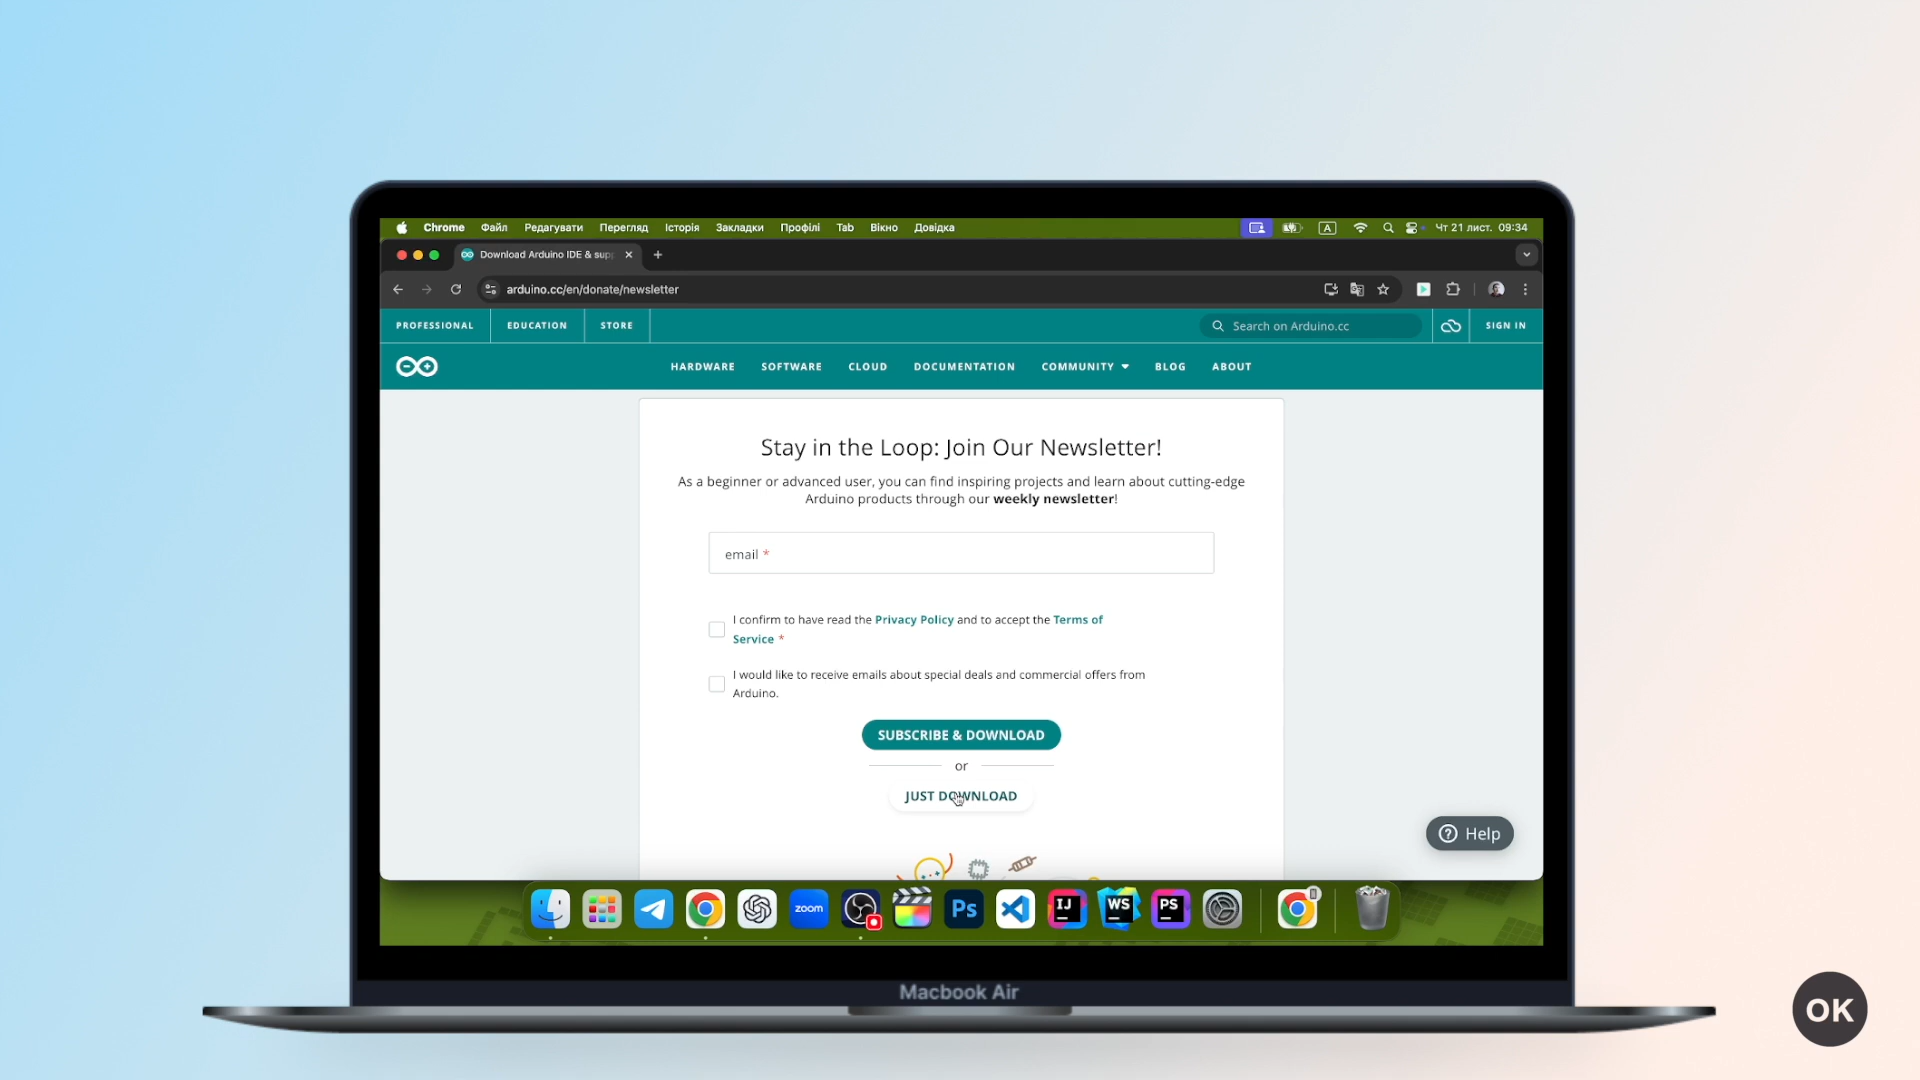 Chrome Файл Редагувати Перегляд Історія Закладки Профілі Tab Вікно Довідка A Чт 21 лист. 09:34
Download Arduino IDE & supp
arduino.cc/en/donate/newsletter
PROFESSIONAL EDUCATION STORE Search on Arduino.cc SIGN IN
HARDWARE SOFTWARE CLOUD DOCUMENTATION COMMUNITY BLOG ABOUT
Stay in the Loop: Join Our Newsletter!
As a beginner or advanced user, you can find inspiring projects and learn about cutting-edge
Arduino products through our weekly newsletter!
email *
I confirm to have read the Privacy Policy and to accept the Terms of
Service *
I would like to receive emails about special deals and commercial offers from
Arduino.
SUBSCRIBE & DOWNLOAD
or
JUST DOWNLOAD
Help
zoom Ps IJ WS PS
Macbook Air
OK